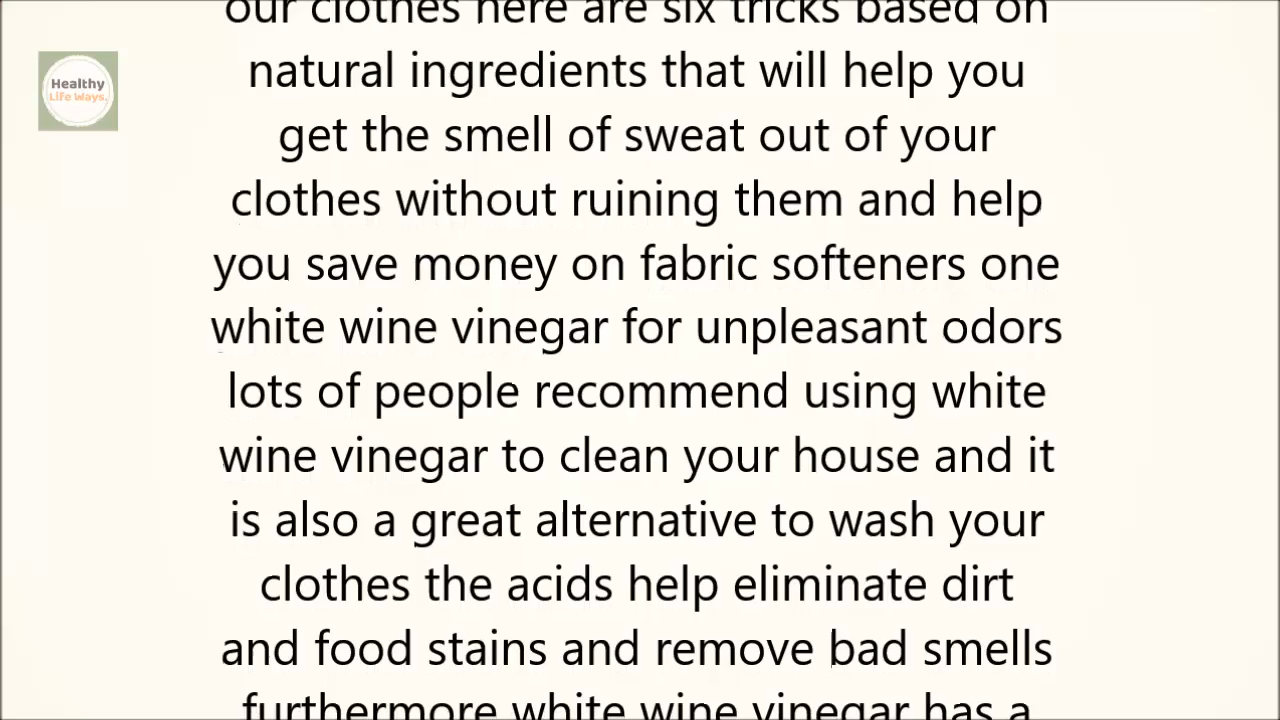 our clothes here are six tricks based on
Healthy
Life Ways.
natural ingredients that will help you
get the smell of sweat out of your
clothes without ruining them and help
you save money on fabric softeners one
white wine vinegar for unpleasant odors
lots of people recommend using white
wine vinegar to clean your house and it
is also a great alternative to wash your
clothes the acids help eliminate dirt
and food stains and remove bad smells
furthermore white wine vinegar has a